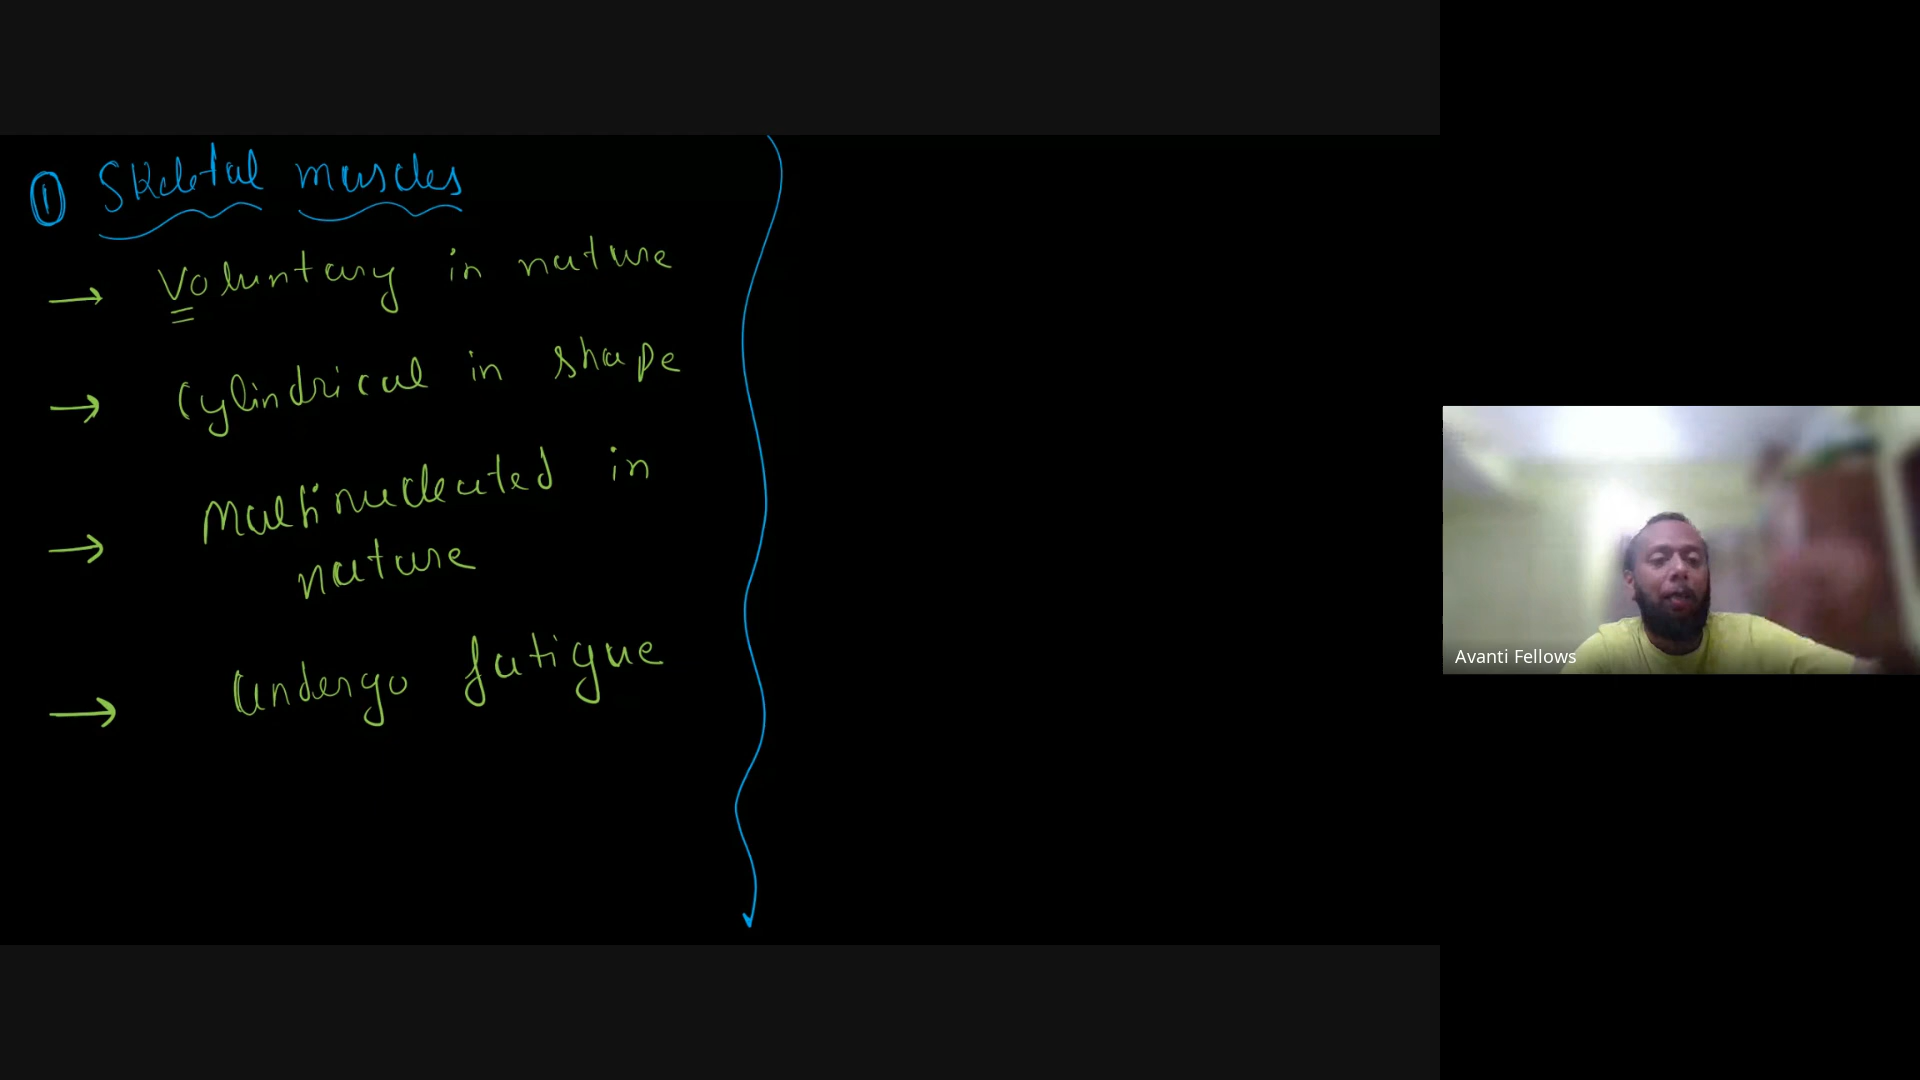 ① Skeletal muscles
→ Voluntary in nature
→ Cylindrical in shape
→ Multinucleated in
nature
→ Undergo fatigue
Avanti Fellows